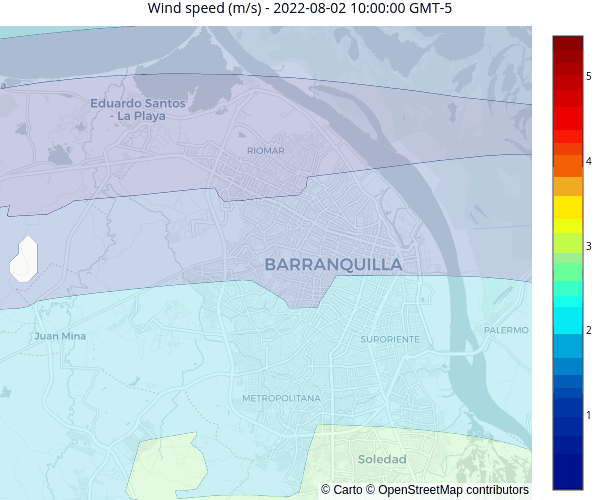 Wind speed (m/s) - 2022-08-02 10:00:00 GMT-5
a
Eduardo Santos
- La Playa
RIOMAR
BARRANQUILLA
Juan Mina
SURORIENTE
PALERMO
METROPOLITANA
Soledad
5
4
3
2
1
© Carto © OpenStreetMap contributors